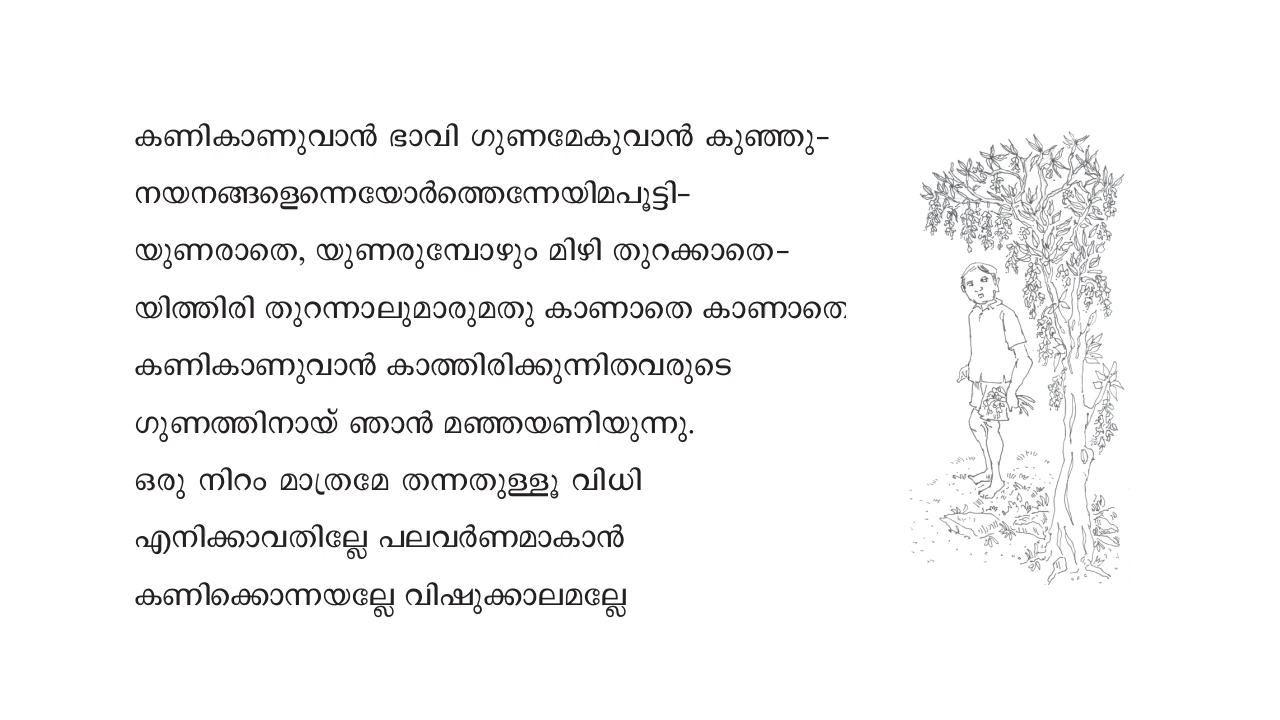 കണികാണുവാൻ ഭാവി ഗുണമേകുവാൻ കുഞ്ഞു–
നയനങ്ങളെന്നെയോർത്തെന്നേയിമപൂട്ടി–
യുണരാതെ, യുണരുമ്പോഴും മിഴി തുറക്കാതെ–
യിത്തിരി തുറന്നാലുമാരുമതു കാണാതെ കാണാതെ
കണികാണുവാൻ കാത്തിരിക്കുന്നിതവരുടെ
ഗുണത്തിനായ് ഞാൻ മഞ്ഞയണിയുന്നു.
ഒരു നിറം മാത്രമേ തന്നതുള്ളൂ വിധി
എനിക്കാവതില്ലേ പലവർണമാകാൻ
കണിക്കൊന്നയല്ലേ വിഷുക്കാലമല്ലേ